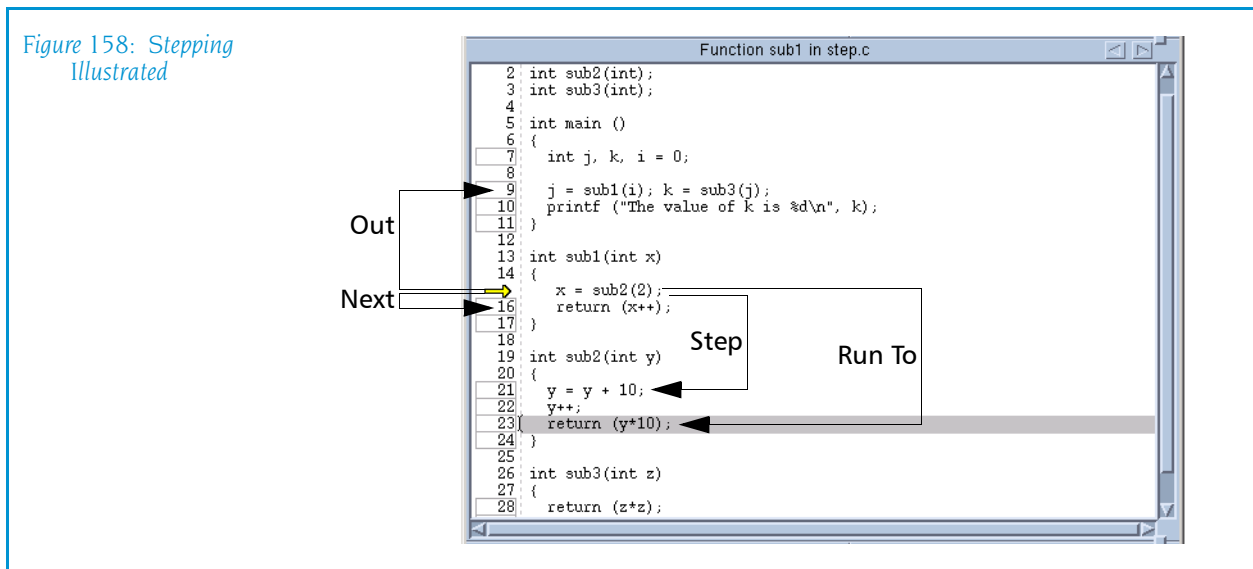 Figure 158: Stepping
Illustrated
Function sub1 in step.c
2 int sub2(int);
3 int sub3(int);
4
5 int main ()
6 {
7 int j, k, i = 0;
8
9 j = sub1(i); k = sub3(j);
10 printf ("The value of k is %d\n", k);
11 }
12
13 int sub1(int x)
14 {
x = sub2(2);
16 return (x++);
17 }
18
19 int sub2(int y)
20 {
21 y = y + 10;
22 y++;
23 return (y*10);
24 }
25
26 int sub3(int z)
27 {
28 return (z*z);
Out
Next
Step
Run To